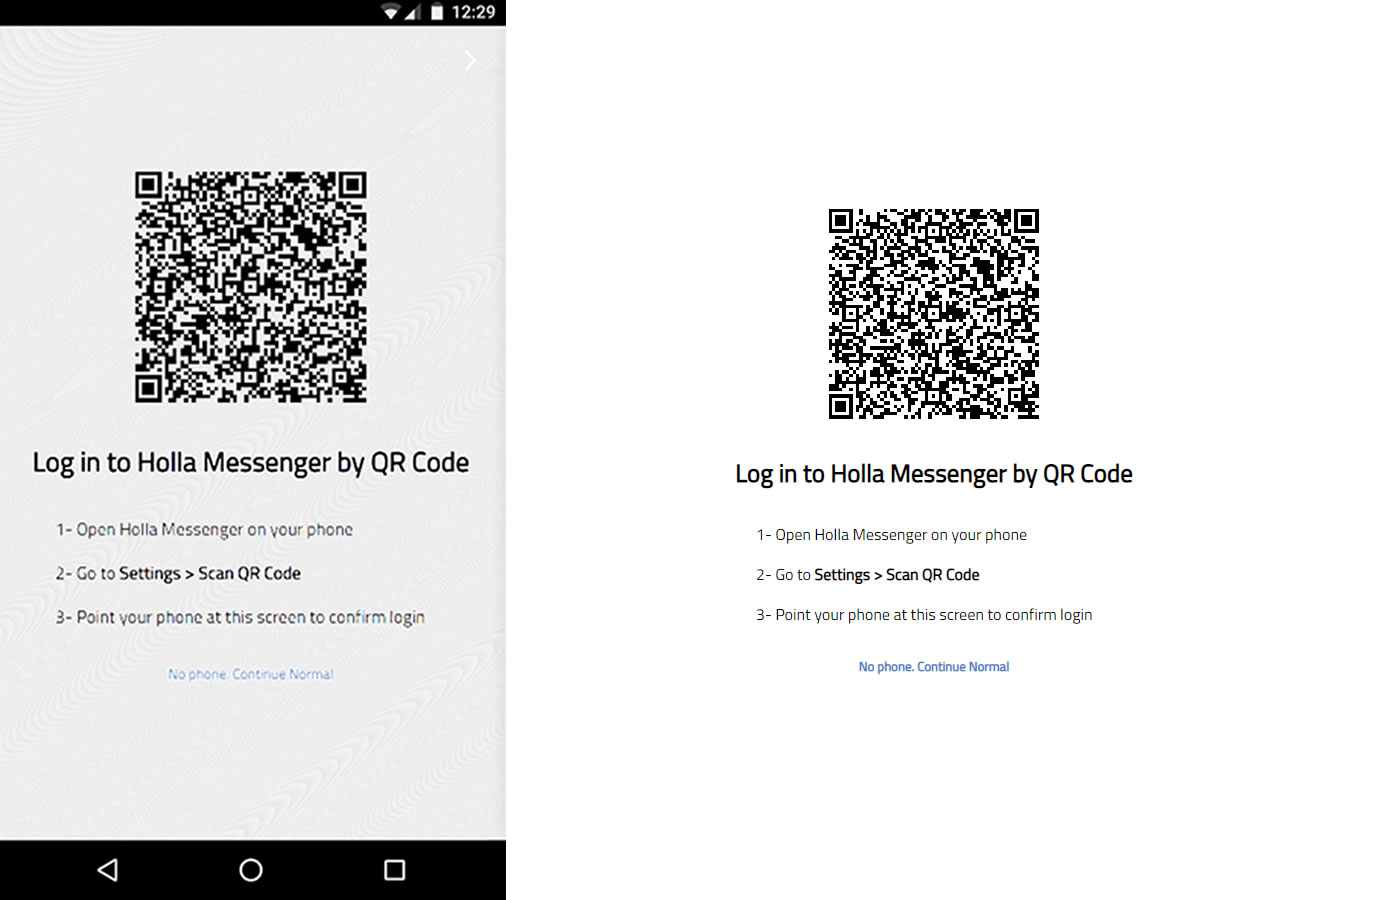 12:29
Log in to Holla Messenger by QR Code
1- Open Holla Messenger on your phone
2- Go to Settings > Scan QR Code
3- Point your phone at this screen to confirm login
No phone. Continue Normal
Log in to Holla Messenger by QR Code
1- Open Holla Messenger on your phone
2- Go to Settings > Scan QR Code
3- Point your phone at this screen to confirm login
No phone. Continue Normal